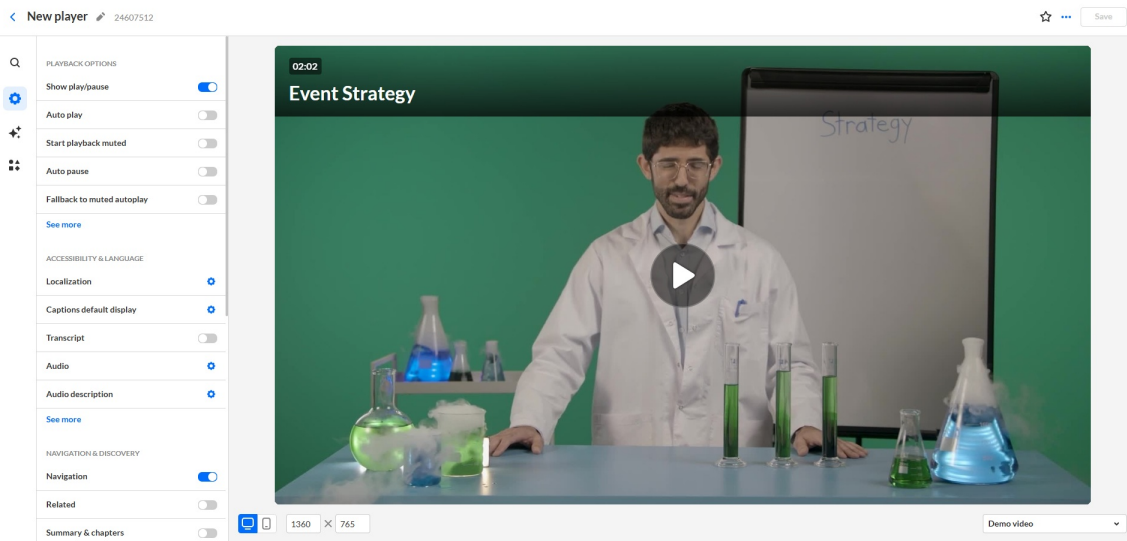 New player 24607512 Save
PLAYBACK OPTIONS
Show play/pause
Auto play
Start playback muted
Auto pause
Fallback to muted autoplay
See more
ACCESSIBILITY & LANGUAGE
Localization
Captions default display
Transcript
Audio
Audio description
See more
NAVIGATION & DISCOVERY
Navigation
Related
Summary & chapters
02:02
Event Strategy
Strategy
1360 × 765
Demo video